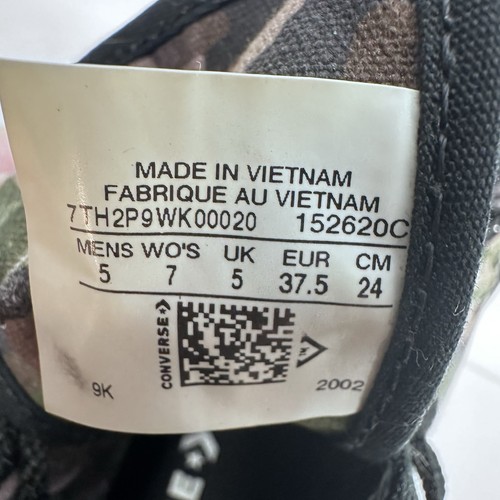 MADE IN VIETNAM
FABRIQUE AU VIETNAM
7TH2P9WK00020 152620C
MENS WO'S UK EUR CM
5 7 5 37.5 24
CONVERSE
9K 2002